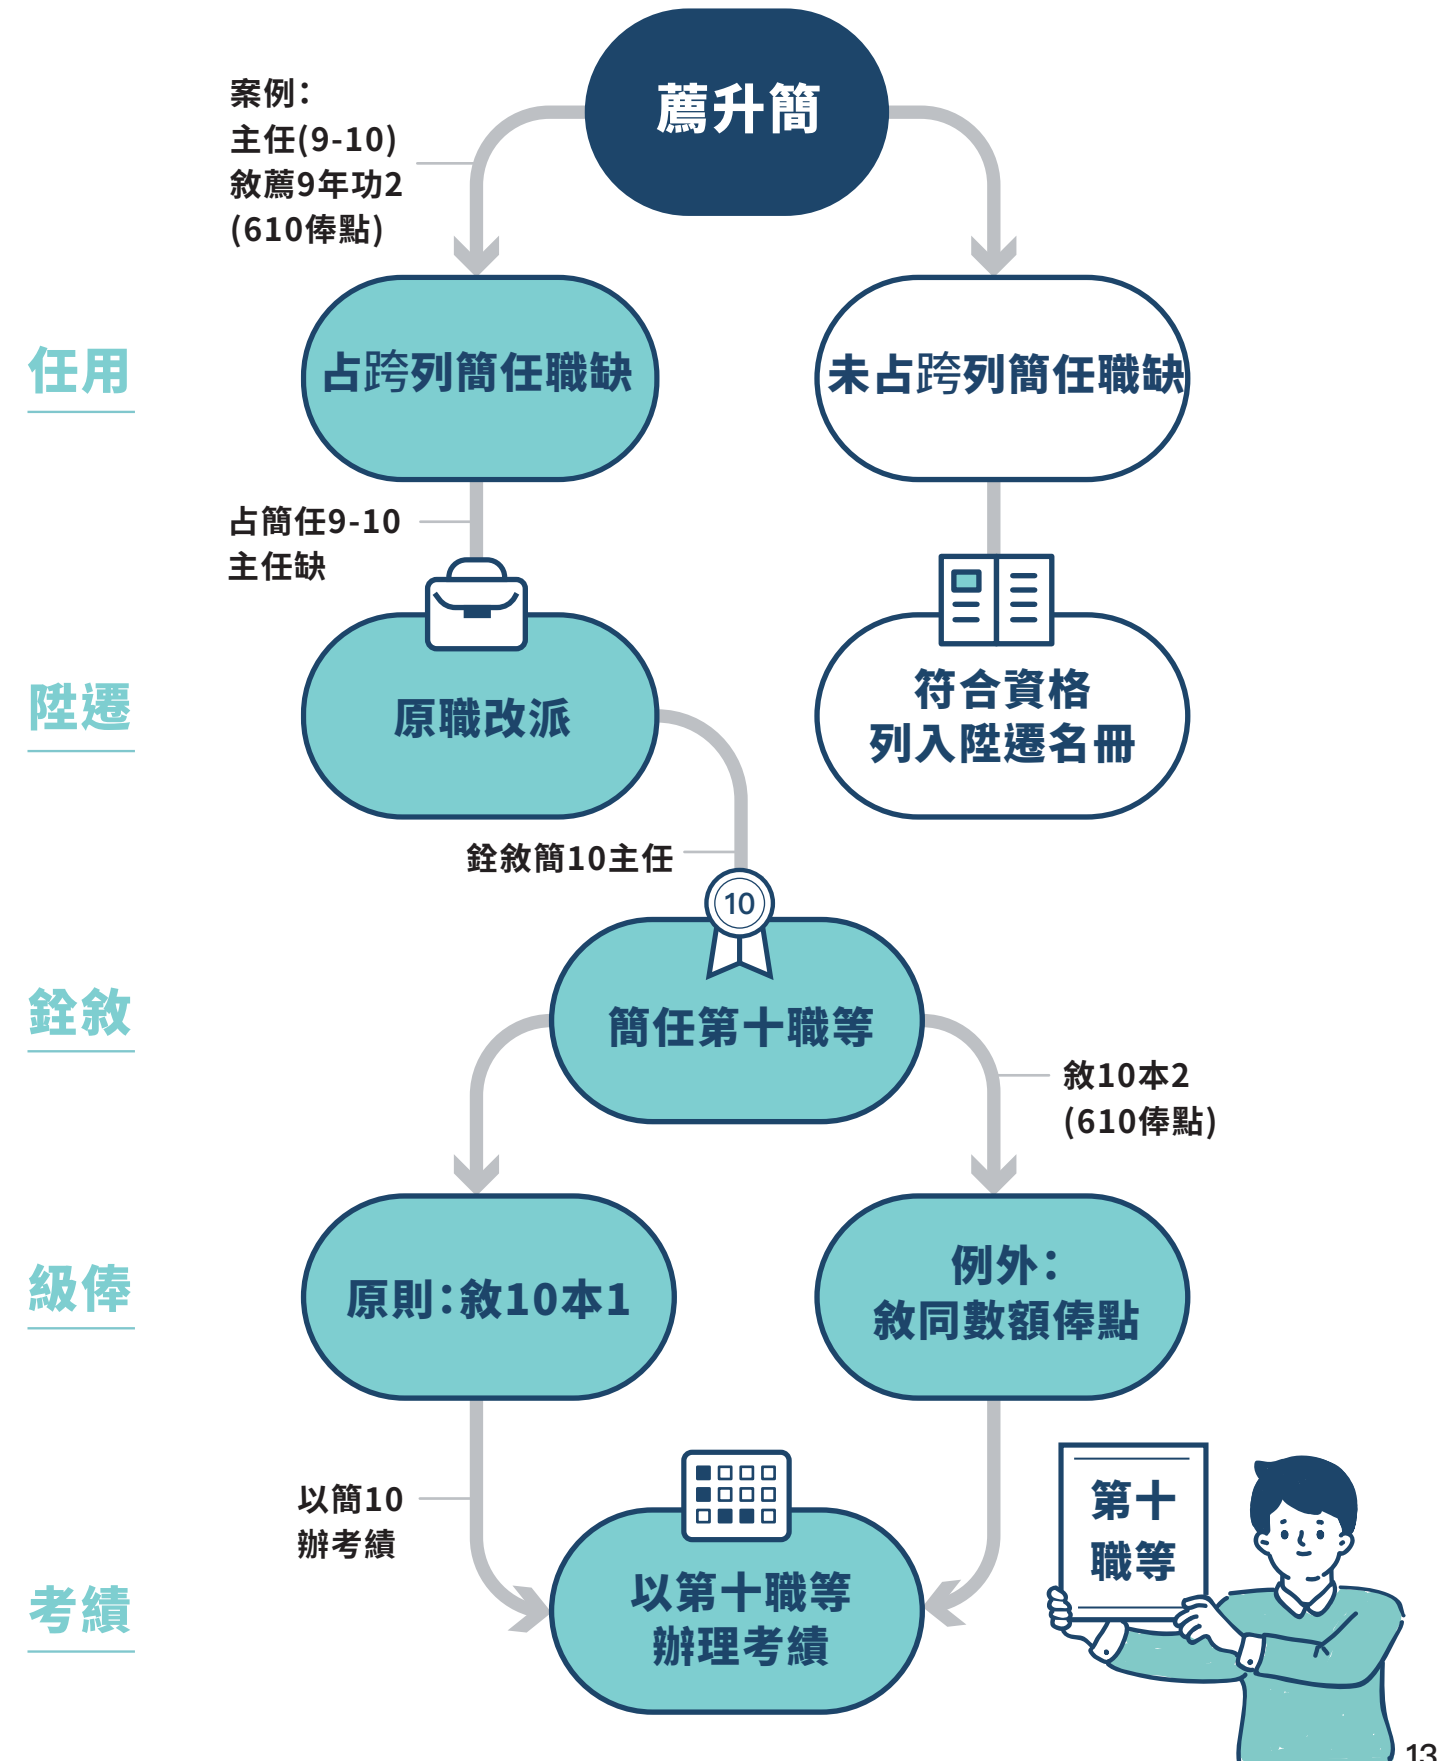 薦升簡
案例：
主任(9-10)
敘薦9年功2
(610俸點)
任用
占跨列簡任職缺
未占跨列簡任職缺
占簡任9-10
主任缺
陞遷
原職改派
符合資格
列入陞遷名冊
銓敘簡10主任
10
銓敘
簡任第十職等
敘10本2
(610俸點)
級俸
原則：敘10本1
例外：
敘同數額俸點
以簡10
辦考績
考績
以第十職等
辦理考績
第十
職等
13